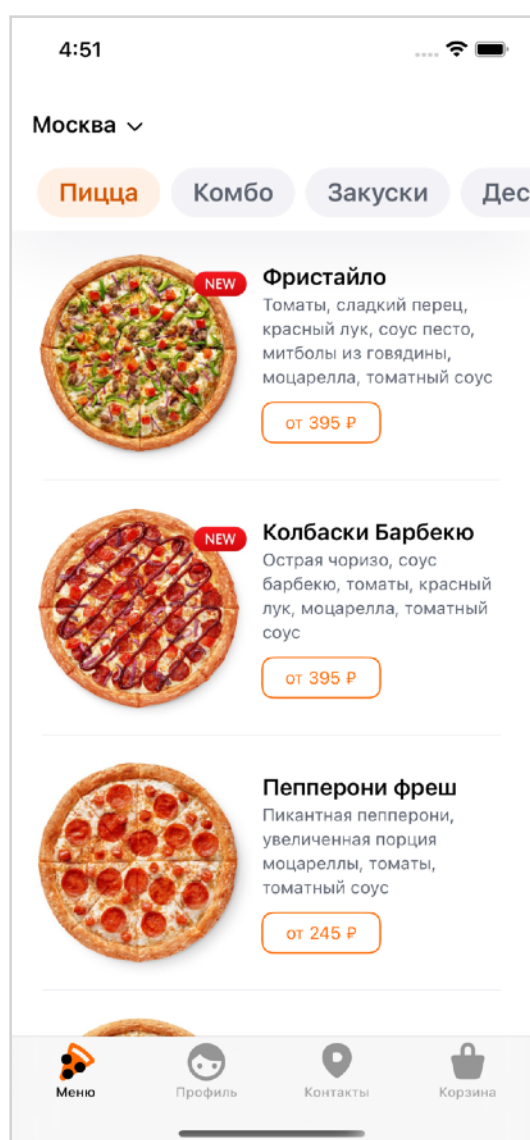 4:51
Москва
Пицца Комбо Закуски Дес
NEW
Фристайло
Томаты, сладкий перец,
красный лук, соус песто,
митболы из говядины,
моцарелла, томатный соус
от 395 ₽
NEW
Колбаски Барбекю
Острая чоризо, соус
барбекю, томаты, красный
лук, моцарелла, томатный
соус
от 395 ₽
Пепперони фреш
Пикантная пепперони,
увеличенная порция
моцареллы, томаты,
томатный соус
от 245 ₽
Меню Профиль Контакты Корзина